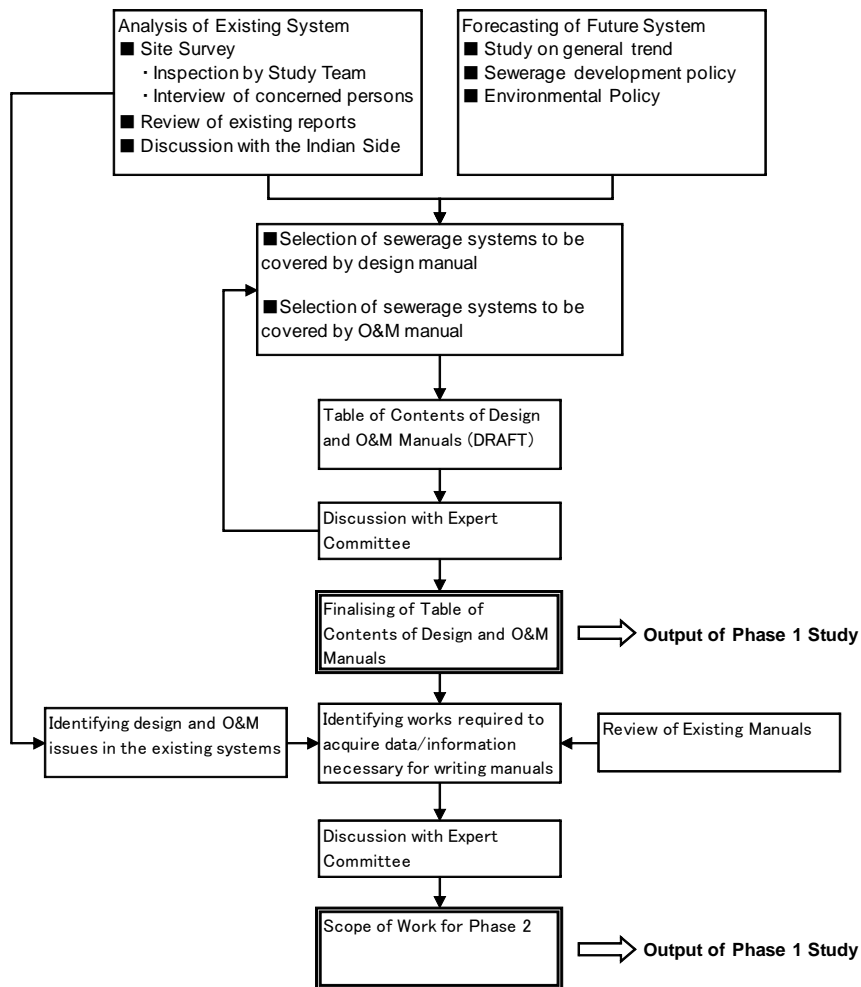 Analysis of Existing System
■ Site Survey
・Inspection by Study Team
・Interview of concerned persons
■ Review of existing reports
■ Discussion with the Indian Side
Forecasting of Future System
■ Study on general trend
■ Sewerage development policy
■ Environmental Policy
■Selection of sewerage systems to be
covered by design manual
■Selection of sewerage systems to be
covered by O&M manual
Table of Contents of Design
and O&M Manuals (DRAFT)
Discussion with Expert
Committee
Finalising of Table of
Contents of Design and O&M
Manuals
Output of Phase 1 Study
Identifying design and O&M
issues in the existing systems
Identifying works required to
acquire data/information
necessary for writing manuals
Review of Existing Manuals
Discussion with Expert
Committee
Scope of Work for Phase 2
Output of Phase 1 Study